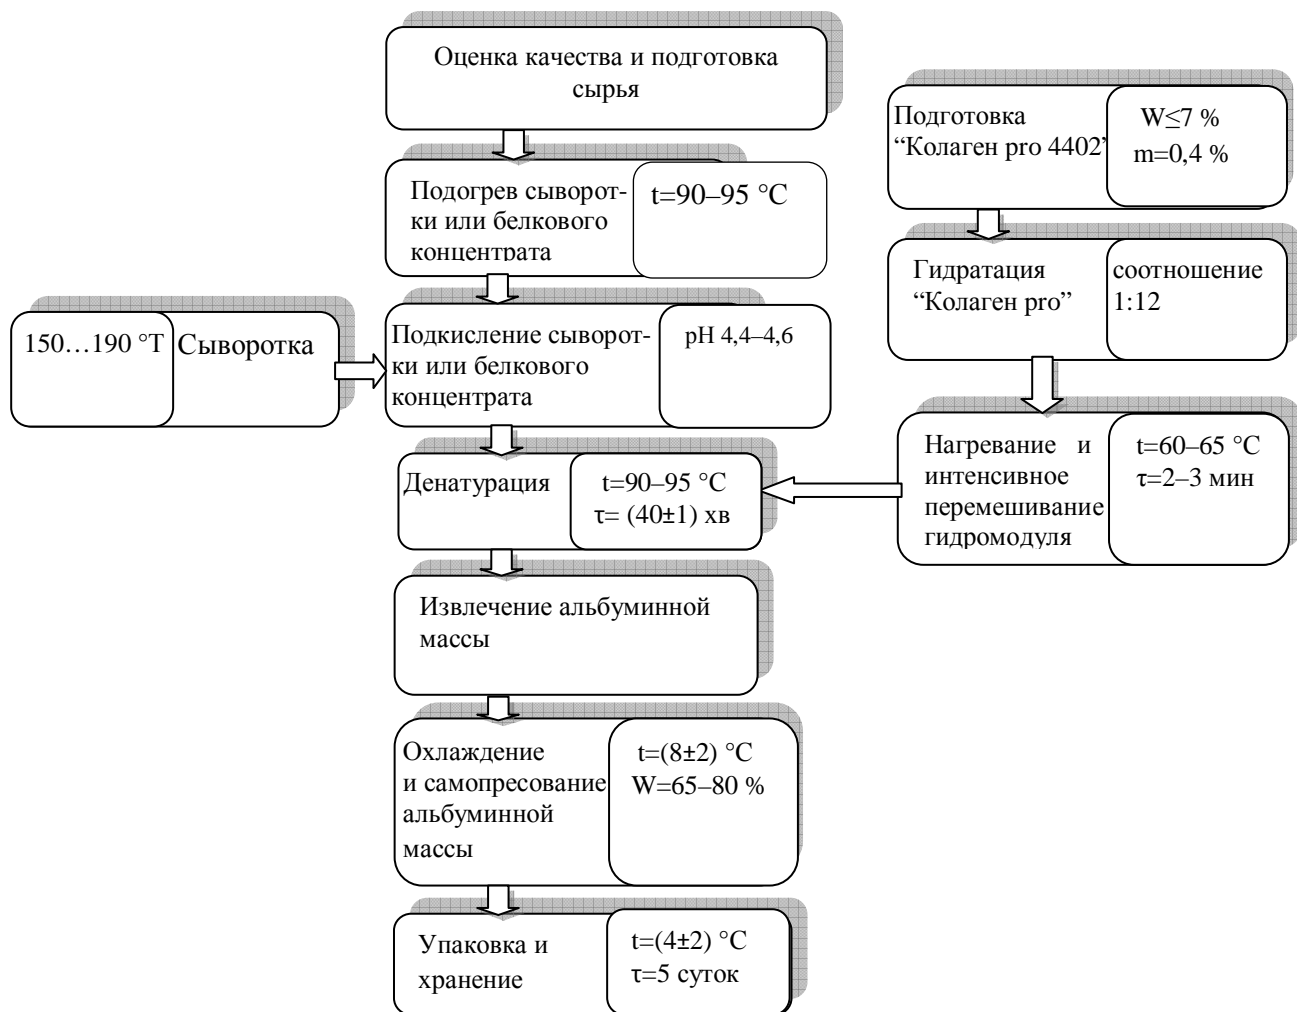 Оценка качества и подготовка
сырья
Подогрев сыворот-
ки или белкового
концентрата
t=90–95 °C
150…190 °Т
Сыворотка
Подкисление сыворот-
ки или белкового
концентрата
pH 4,4–4,6
Денатурация
t=90–95 °C
τ= (40±1) хв
Извлечение альбуминной
массы
Охлаждение
и самопресование
альбуминной
массы
t=(8±2) °C
W=65–80 %
Упаковка и
хранение
t=(4±2) °C
τ=5 суток
Подготовка
“Колаген pro 4402”
W≤7 %
m=0,4 %
Гидратация
“Колаген pro”
соотношение
1:12
Нагревание и
интенсивное
перемешивание
гидромодуля
t=60–65 °C
τ=2–3 мин